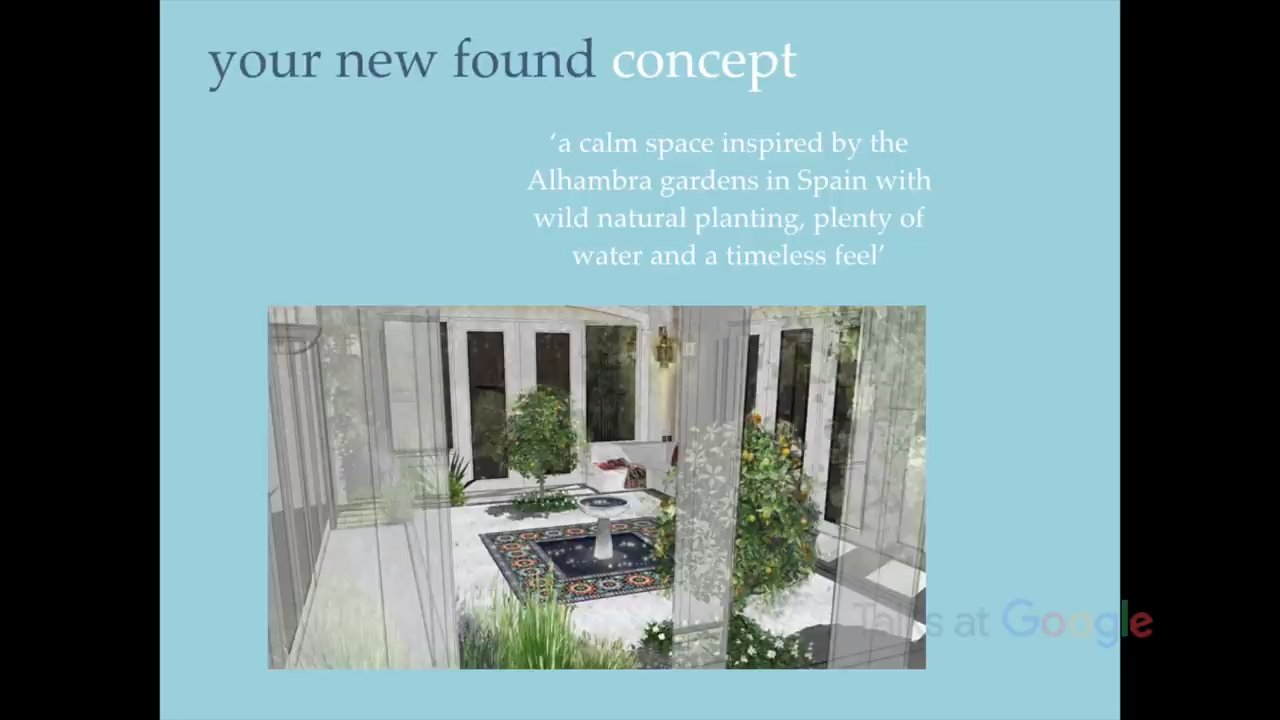 your new found concept
‘a calm space inspired by the
Alhambra gardens in Spain with
wild natural planting, plenty of
water and a timeless feel’
Talks at Google